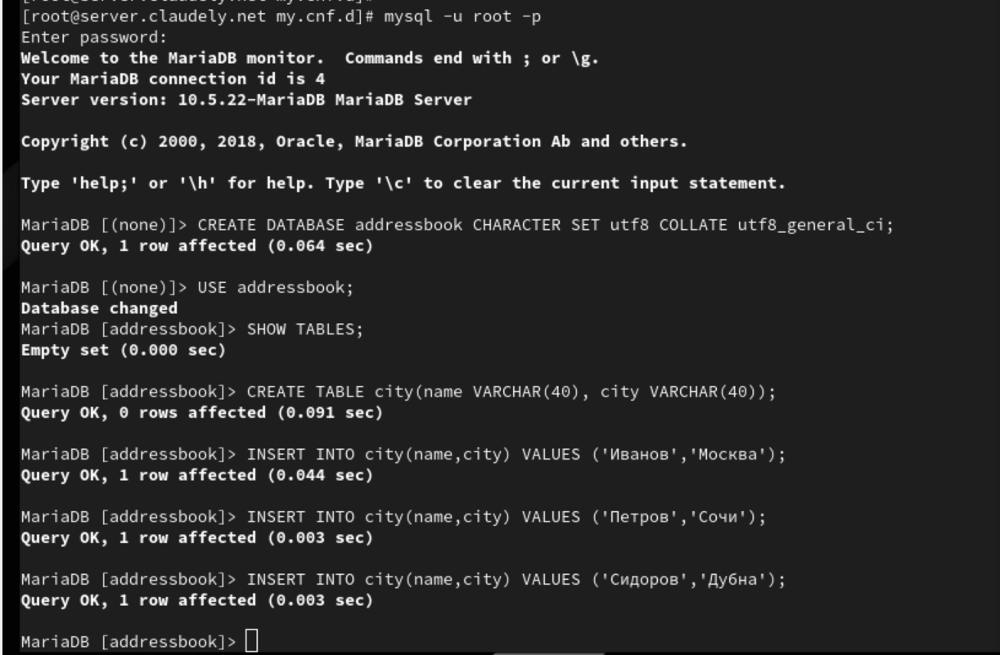 [root@server.claudely.net my.cnf.d]#
[root@server.claudely.net my.cnf.d]# mysql -u root -p
Enter password:
Welcome to the MariaDB monitor.  Commands end with ; or \g.
Your MariaDB connection id is 4
Server version: 10.5.22-MariaDB MariaDB Server
Copyright (c) 2000, 2018, Oracle, MariaDB Corporation Ab and others.
Type 'help;' or '\h' for help. Type '\c' to clear the current input statement.
MariaDB [(none)]> CREATE DATABASE addressbook CHARACTER SET utf8 COLLATE utf8_general_ci;
Query OK, 1 row affected (0.064 sec)
MariaDB [(none)]> USE addressbook;
Database changed
MariaDB [addressbook]> SHOW TABLES;
Empty set (0.000 sec)
MariaDB [addressbook]> CREATE TABLE city(name VARCHAR(40), city VARCHAR(40));
Query OK, 0 rows affected (0.091 sec)
MariaDB [addressbook]> INSERT INTO city(name,city) VALUES ('Иванов','Москва');
Query OK, 1 row affected (0.044 sec)
MariaDB [addressbook]> INSERT INTO city(name,city) VALUES ('Петров','Сочи');
Query OK, 1 row affected (0.003 sec)
MariaDB [addressbook]> INSERT INTO city(name,city) VALUES ('Сидоров','Дубна');
Query OK, 1 row affected (0.003 sec)
MariaDB [addressbook]>